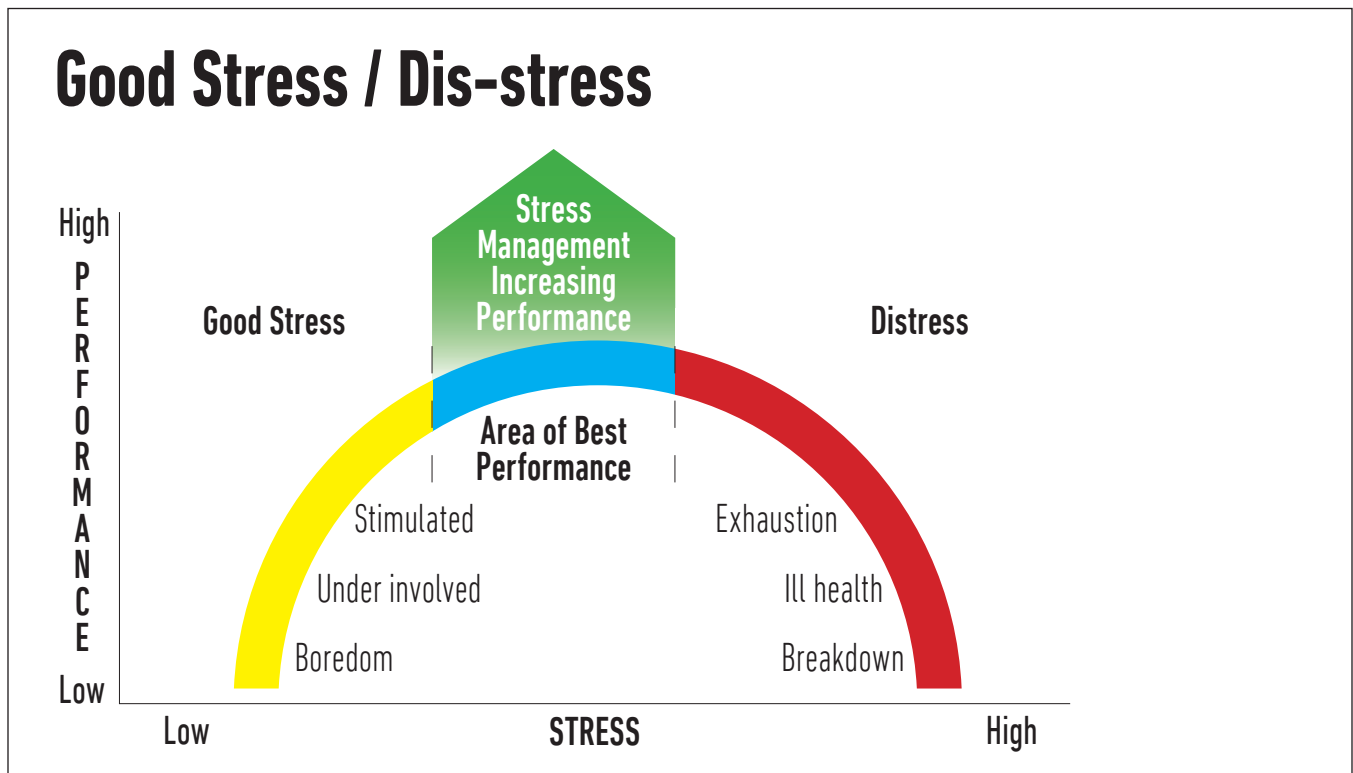 Good Stress / Dis-stress
Stress
Management
Increasing
Performance
High
PERFORMANCE
Low
Good Stress
Distress
Area of Best
Performance
Stimulated
Under involved
Boredom
Exhaustion
Ill health
Breakdown
Low
STRESS
High